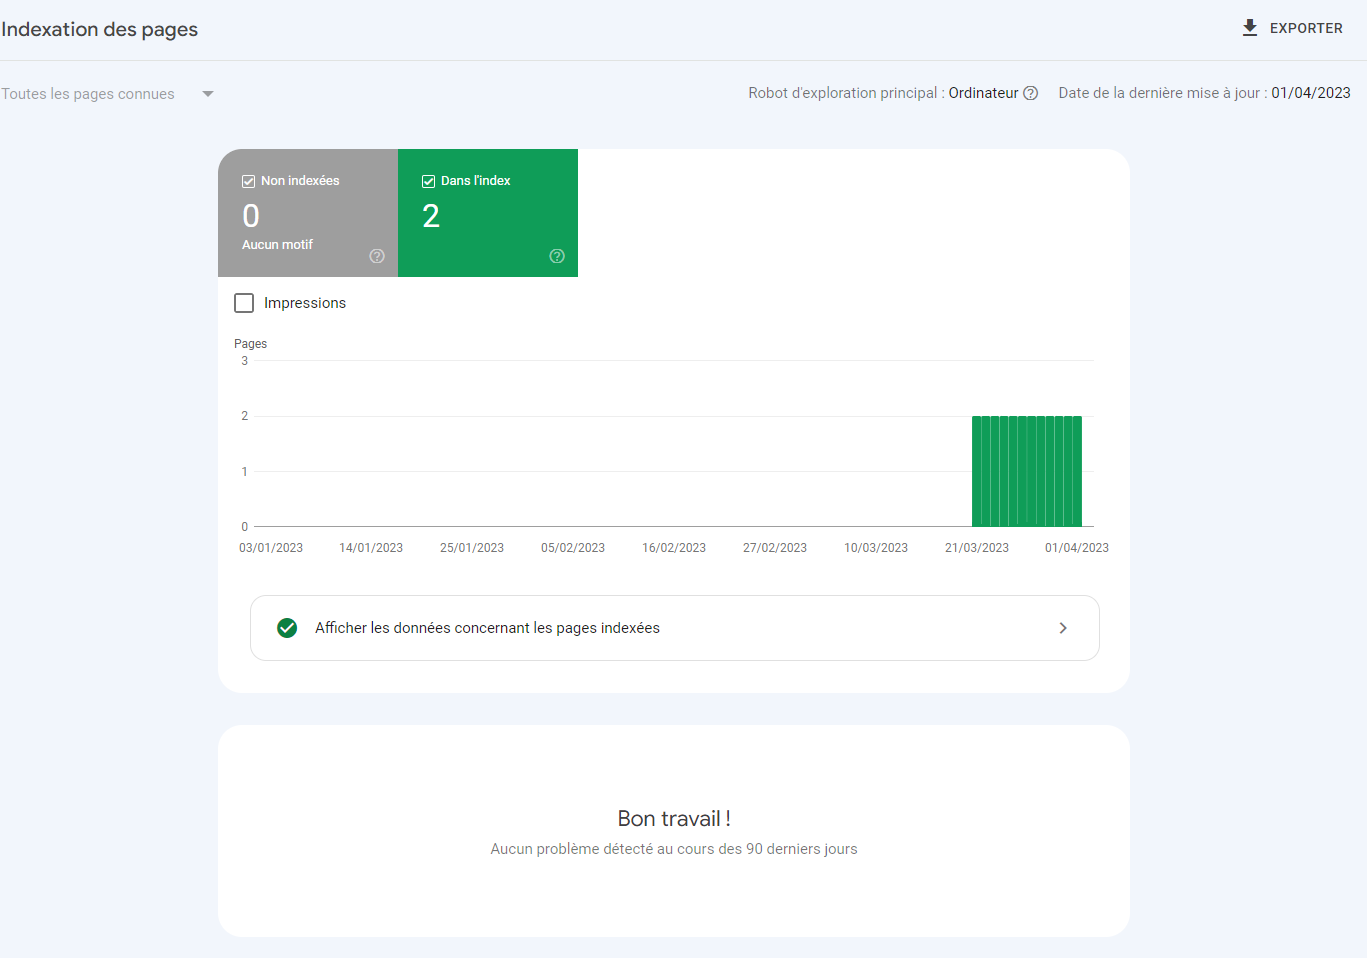 Indexation des pages
EXPORTER
Toutes les pages connues
Robot d'exploration principal : Ordinateur
Date de la dernière mise à jour : 01/04/2023
Non indexées
0
Aucun motif
Dans l'index
2
Impressions
Pages
3
2
1
0
03/01/2023 14/01/2023 25/01/2023 05/02/2023 16/02/2023 27/02/2023 10/03/2023 21/03/2023 01/04/2023
Afficher les données concernant les pages indexées
Bon travail !
Aucun problème détecté au cours des 90 derniers jours